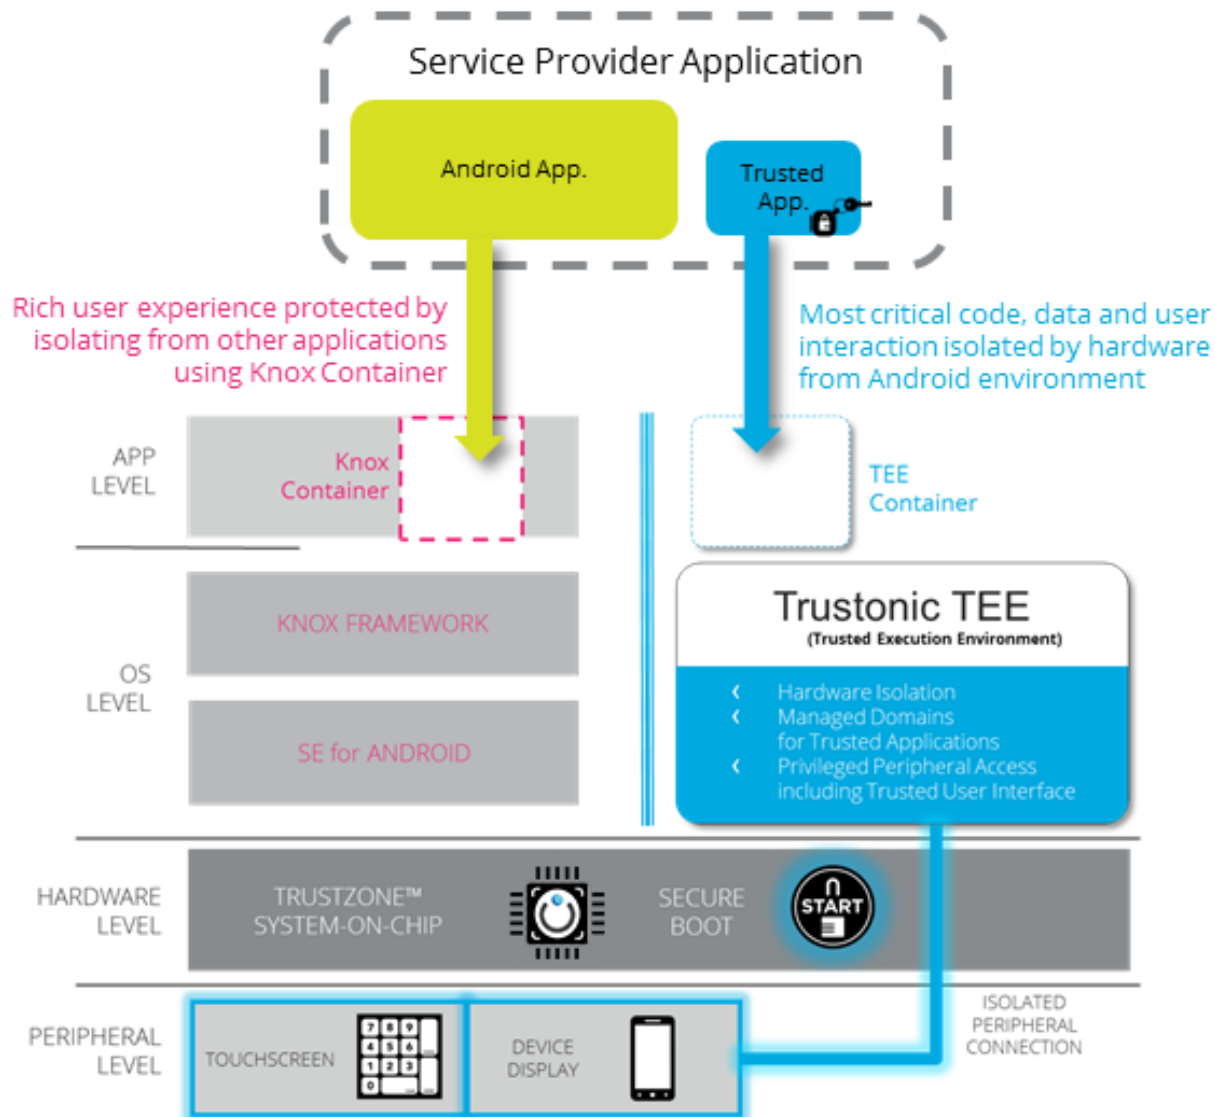 Service Provider Application
Android App.
Trusted
App.
Rich user experience protected by
isolating from other applications
using Knox Container
Most critical code, data and user
interaction isolated by hardware
from Android environment
APP
LEVEL
Knox
Container
TEE
Container
OS
LEVEL
KNOX FRAMEWORK
SE for ANDROID
Trustonic TEE
(Trusted Execution Environment)
Hardware Isolation
Managed Domains
for Trusted Applications
Privileged Peripheral Access
including Trusted User Interface
HARDWARE
LEVEL
TRUSTZONE™
SYSTEM-ON-CHIP
SECURE
BOOT
START
PERIPHERAL
LEVEL
TOUCHSCREEN
7 8 9
4 5 6
1 2 3
0
DEVICE
DISPLAY
ISOLATED
PERIPHERAL
CONNECTION